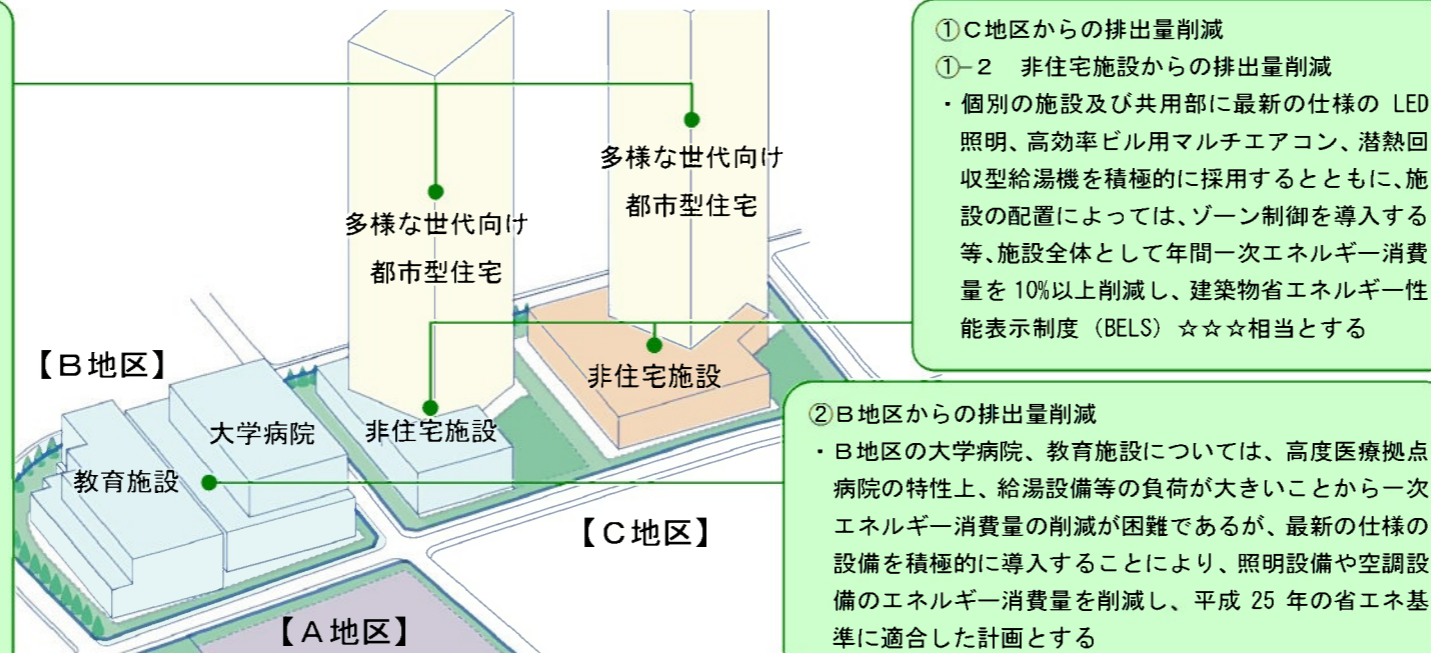 ①C地区からの排出量削減
①-2 非住宅施設からの排出量削減
・個別の施設及び共用部に最新の仕様の LED
照明、高効率ビル用マルチエアコン、潜熱回
収型給湯機を積極的に採用するとともに、施
設の配置によっては、ゾーン制御を導入する
等、施設全体として年間一次エネルギー消費
量を 10%以上削減し、建築物省エネルギー性
能表示制度（BELS）☆☆☆相当とする
多様な世代向け
都市型住宅
多様な世代向け
都市型住宅
【B地区】
非住宅施設
大学病院
非住宅施設
教育施設
【C地区】
【A地区】
②B地区からの排出量削減
・B地区の大学病院、教育施設については、高度医療拠点
病院の特性上、給湯設備等の負荷が大きいことから一次
エネルギー消費量の削減が困難であるが、最新の仕様の
設備を積極的に導入することにより、照明設備や空調設
備のエネルギー消費量を削減し、平成 25 年の省エネ基
準に適合した計画とする